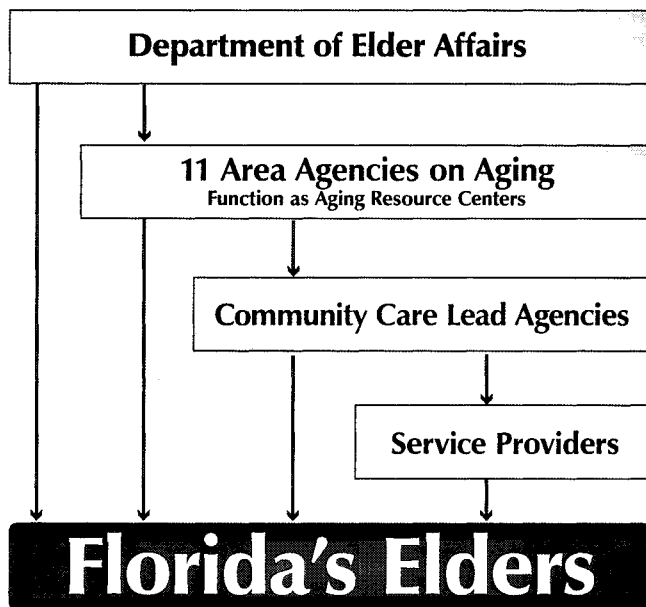 Department of Elder Affairs
11 Area Agencies on Aging
Function as Aging Resource Centers
Community Care Lead Agencies
Service Providers
Florida's Elders